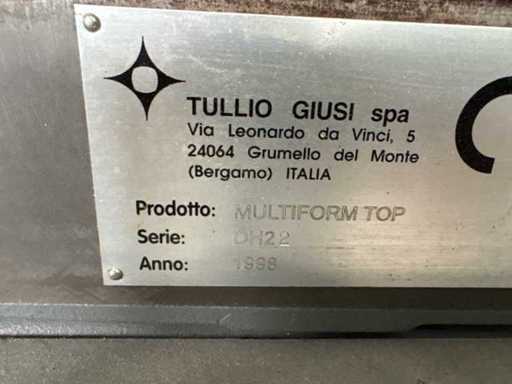 TULLIO GIUSI spa
Via Leonardo da Vinci, 5
24064 Grumello del Monte
(Bergamo) ITALIA
Prodotto: MULTIFORM TOP
Serie: DH22
Anno: 1998